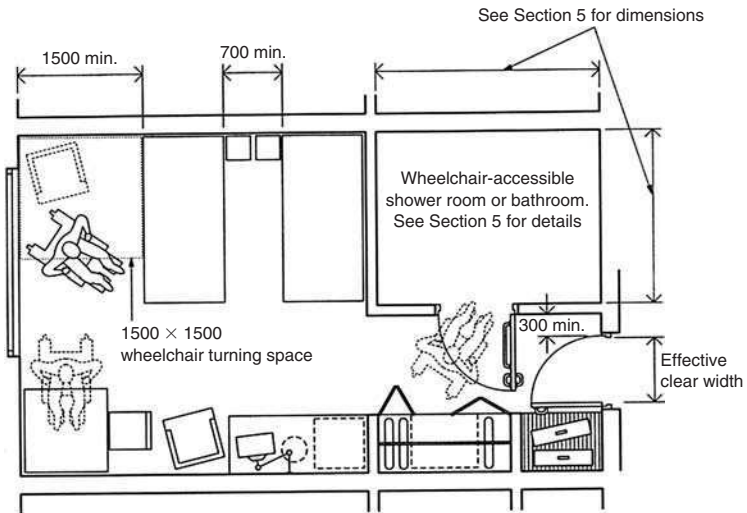 See Section 5 for dimensions
1500 min.
700 min.
Wheelchair-accessible
shower room or bathroom.
See Section 5 for details
300 min.
1500 × 1500
wheelchair turning space
Effective
clear width